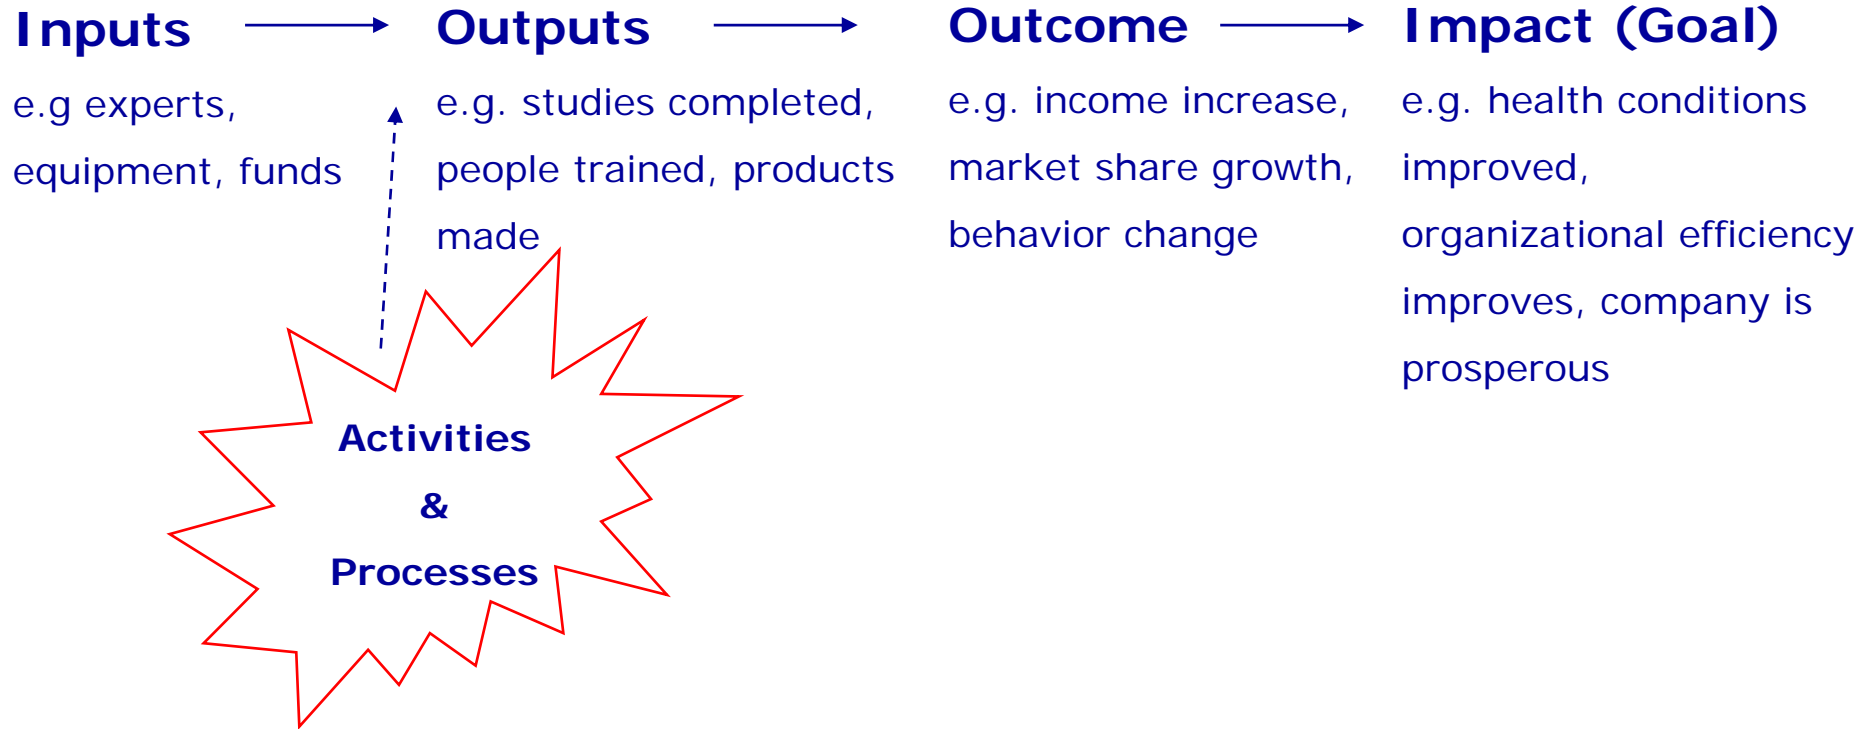 Inputs
e.g experts,
equipment, funds
Outputs
e.g. studies completed,
people trained, products
made
Outcome
e.g. income increase,
market share growth,
behavior change
Impact (Goal)
e.g. health conditions
improved,
organizational efficiency
improves, company is
prosperous
Activities
&
Processes